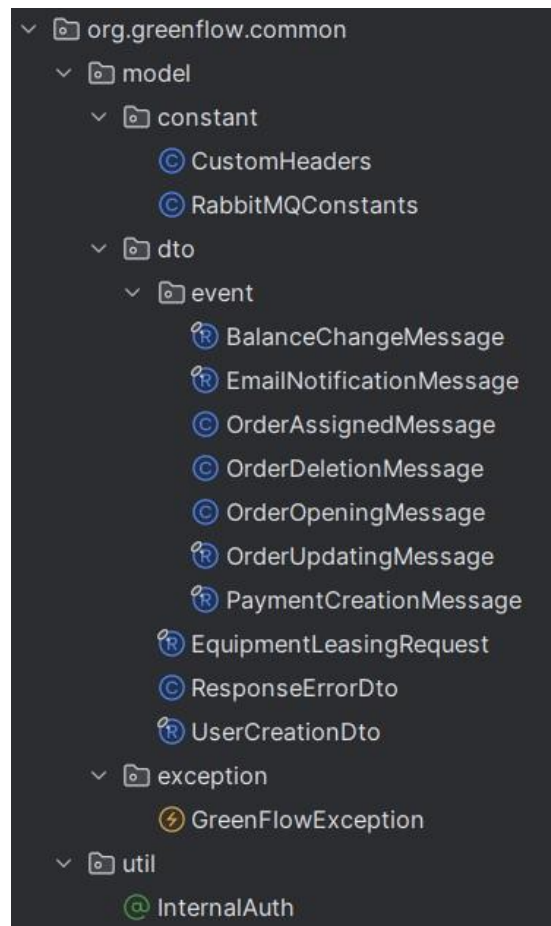 org.greenflow.common
model
constant
CustomHeaders
RabbitMQConstants
dto
event
BalanceChangeMessage
EmailNotificationMessage
OrderAssignedMessage
OrderDeletionMessage
OrderOpeningMessage
OrderUpdatingMessage
PaymentCreationMessage
EquipmentLeasingRequest
ResponseErrorDto
UserCreationDto
exception
GreenFlowException
util
InternalAuth